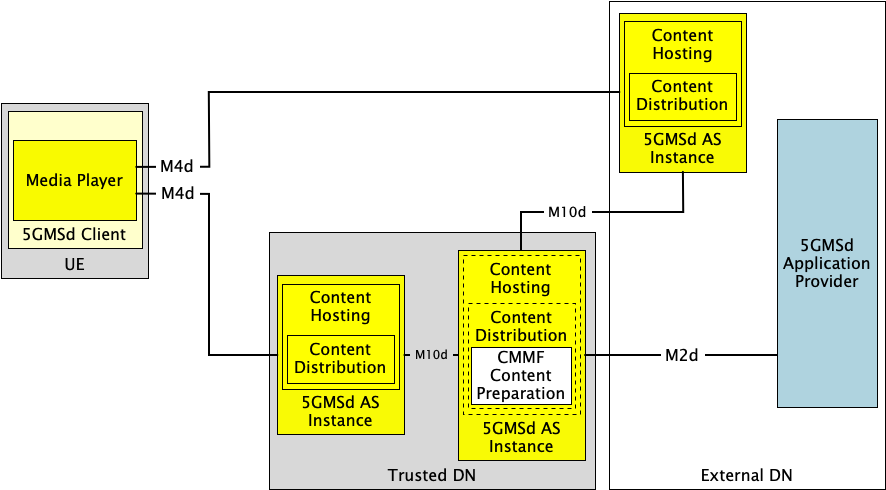 Media Player
5GMSd Client
UE
M4d
M4d
Content
Hosting
Content
Distribution
5GMSd AS
Instance
M10d
Content
Hosting
Content
Distribution
5GMSd AS
Instance
M10d
Content
Hosting
Content
Distribution
CMMF
Content
Preparation
5GMSd AS
Instance
Trusted DN
M2d
5GMSd
Application
Provider
External DN